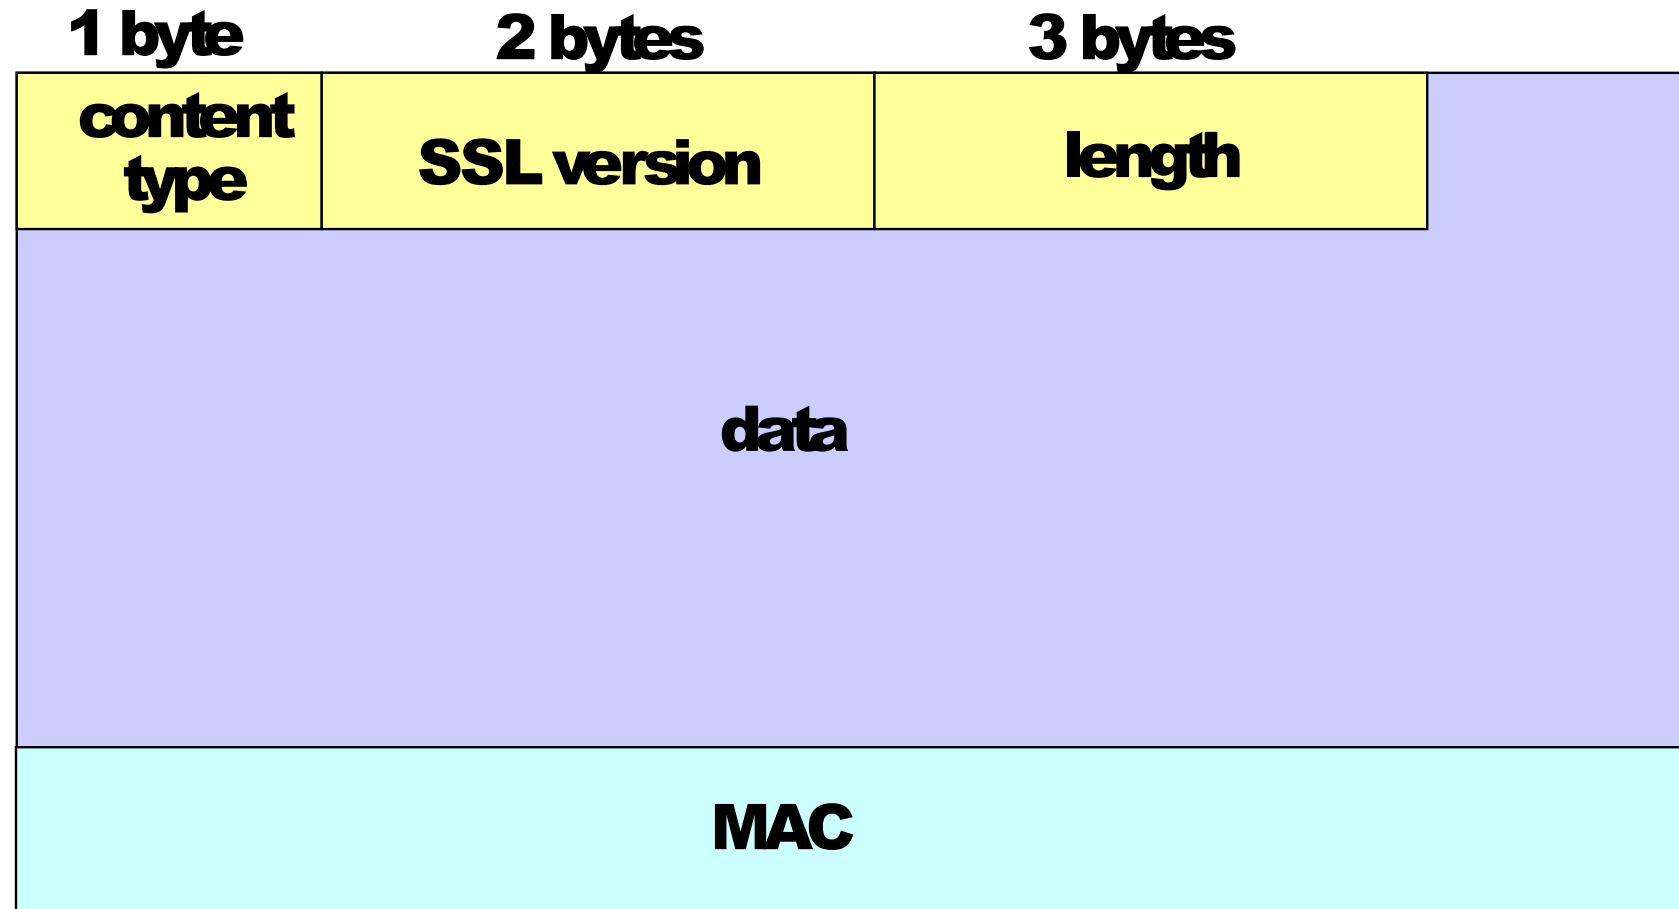 1 byte 2 bytes 3 bytes
content
type
SSL version
length
data
MAC